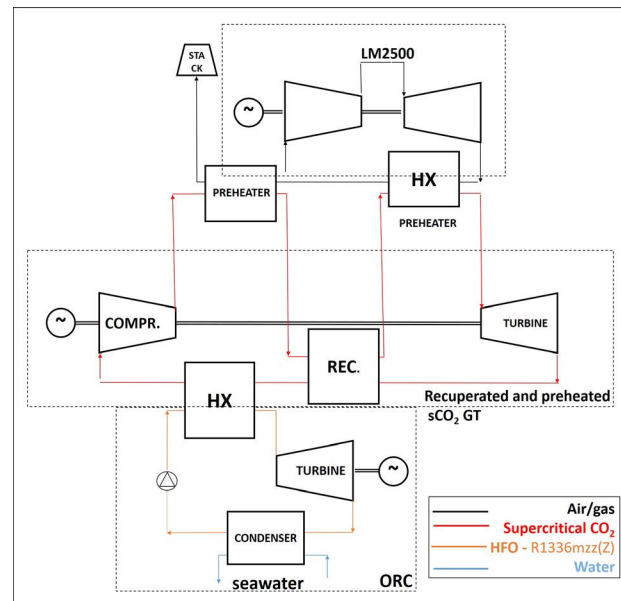 STA
CK
LM2500
~
PREHEATER
HX
PREHEATER
~
COMPR.
TURBINE
REC.
HX
Recuperated and preheated
sCO₂ GT
TURBINE
~
CONDENSER
seawater
ORC
Air/gas
Supercritical CO₂
HFO - R1336mzz(Z)
Water